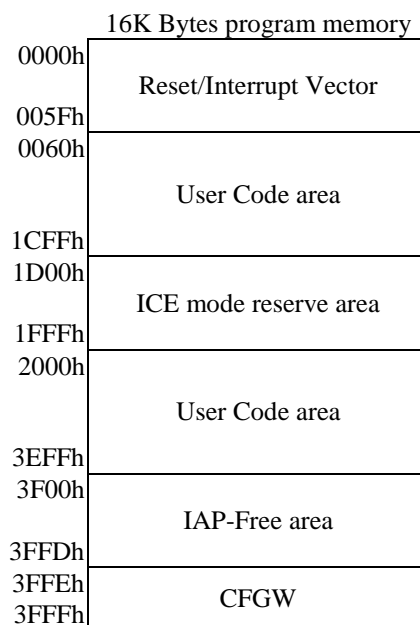 16K Bytes program memory
0000h
Reset/Interrupt Vector
005Fh
0060h
User Code area
1CFFh
1D00h
ICE mode reserve area
1FFFh
2000h
User Code area
3EFFh
3F00h
IAP-Free area
3FFDh
3FFEh
CFGW
3FFFh